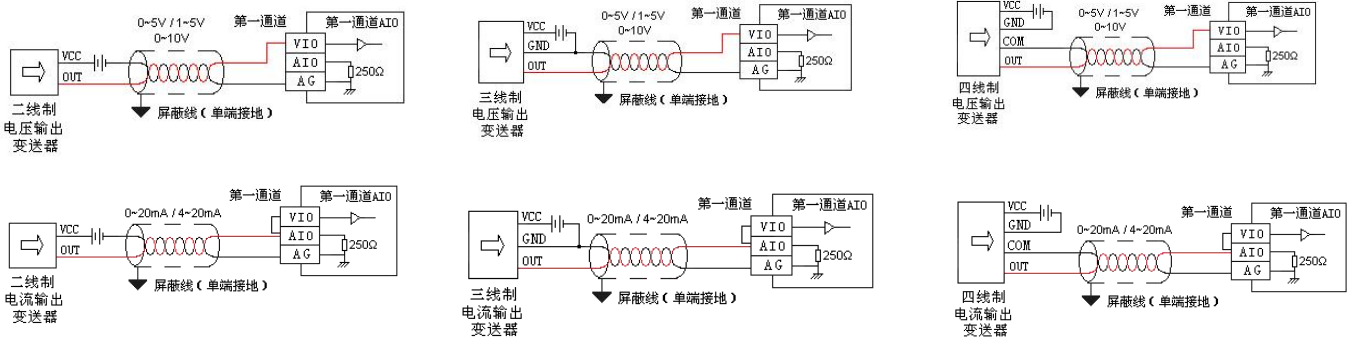 0~5V / 1~5V
0~10V
第一通道
第一通道AI0
VCC
OUT
VI0
AI0
AG
250Ω
屏蔽线(单端接地)
二线制
电压输出
变送器
0~5V / 1~5V
0~10V
第一通道
第一通道AI0
VCC
GND
OUT
VI0
AI0
AG
250Ω
屏蔽线(单端接地)
三线制
电压输出
变送器
0~5V / 1~5V
0~10V
第一通道
第一通道AI0
VCC
GND
COM
OUT
VI0
AI0
AG
250Ω
屏蔽线(单端接地)
四线制
电压输出
变送器
0~20mA / 4~20mA
第一通道
第一通道AI0
VCC
OUT
VI0
AI0
AG
250Ω
屏蔽线(单端接地)
二线制
电流输出
变送器
0~20mA / 4~20mA
第一通道
第一通道AI0
VCC
GND
OUT
VI0
AI0
AG
250Ω
屏蔽线(单端接地)
三线制
电流输出
变送器
0~20mA / 4~20mA
第一通道
第一通道AI0
VCC
GND
COM
OUT
VI0
AI0
AG
250Ω
屏蔽线(单端接地)
四线制
电流输出
变送器